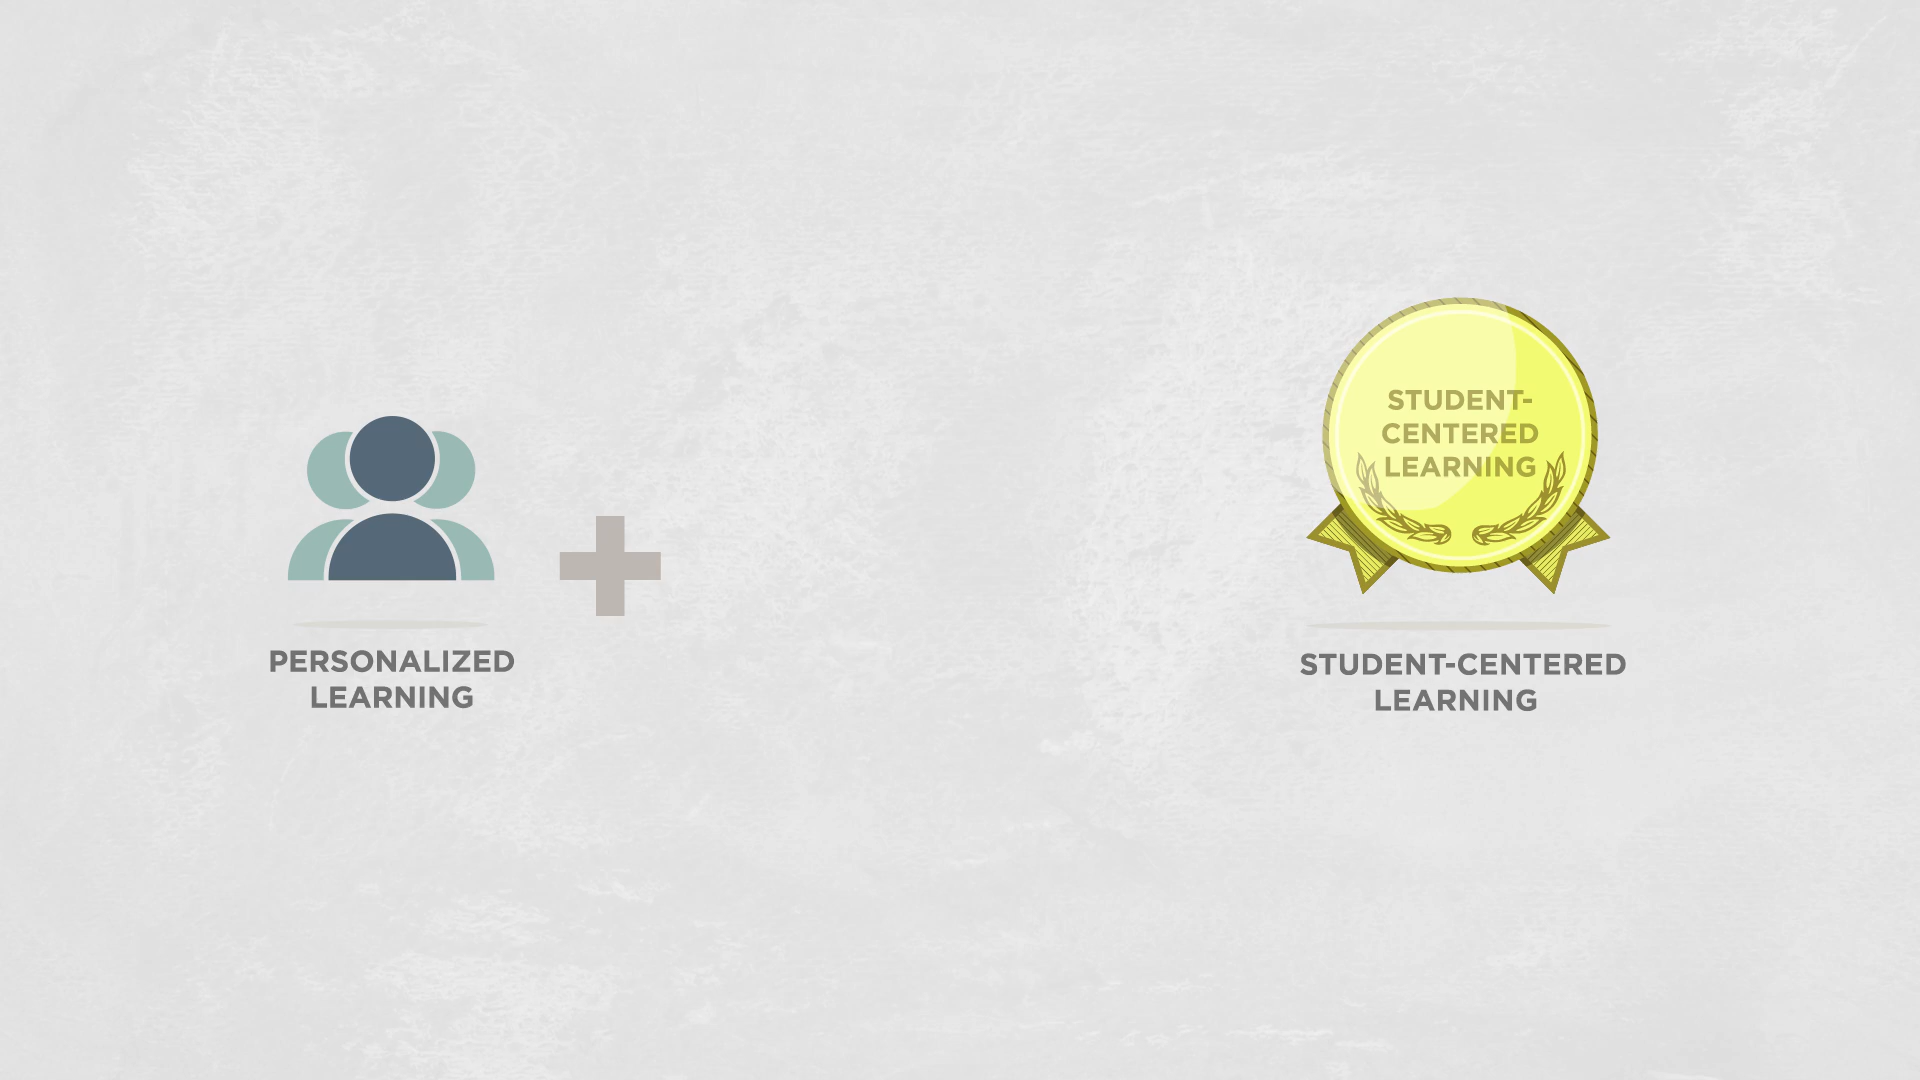 PERSONALIZED
LEARNING
STUDENT-
CENTERED
LEARNING
STUDENT-CENTERED
LEARNING